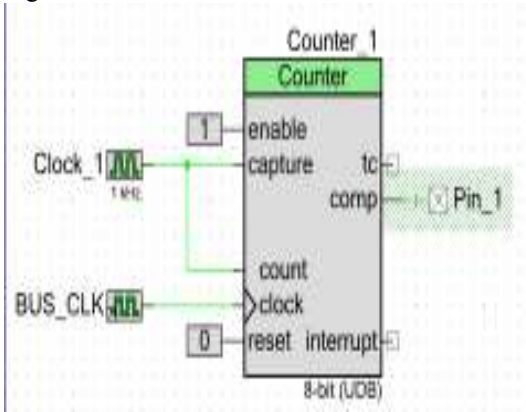 Counter_1
Counter
1 enable
Clock_1 capture tc
1 kHz
comp Pin_1
count
BUS_CLK clock
0 reset interrupt
8-bit (UDB)